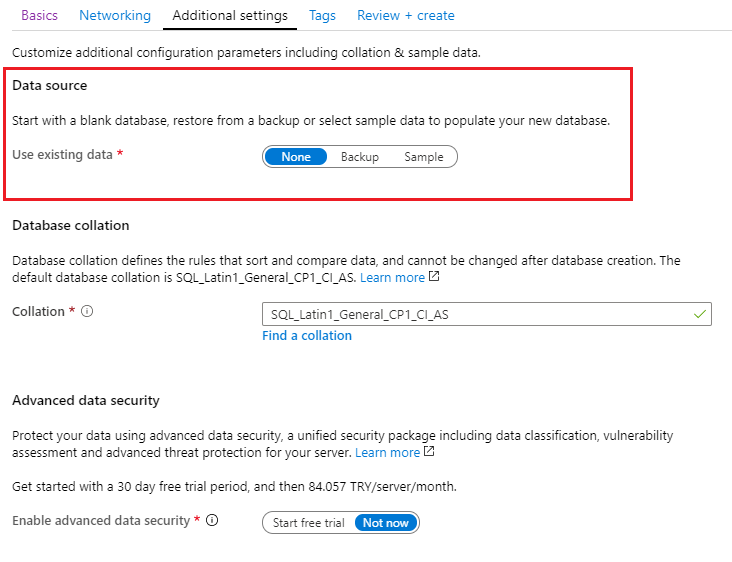 Basics Networking Additional settings Tags Review + create
Customize additional configuration parameters including collation & sample data.
Data source
Start with a blank database, restore from a backup or select sample data to populate your new database.
Use existing data * None Backup Sample
Database collation
Database collation defines the rules that sort and compare data, and cannot be changed after database creation. The
default database collation is SQL_Latin1_General_CP1_CI_AS. Learn more
Collation * SQL_Latin1_General_CP1_CI_AS
Find a collation
Advanced data security
Protect your data using advanced data security, a unified security package including data classification, vulnerability
assessment and advanced threat protection for your server. Learn more
Get started with a 30 day free trial period, and then 84.057 TRY/server/month.
Enable advanced data security * Start free trial Not now